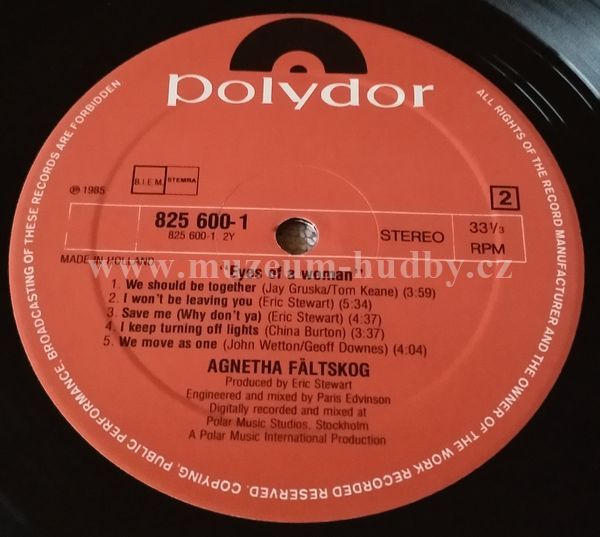 polydor
BROADCASTING OF THESE RECORDS ARE FORBIDDEN.
ALL RIGHTS OF THE RECORD MANUFACTURER AND THE OWNER OF THE WORK RECORDED RESERVED. COPYING, PUBLIC PERFORMANCE,
℗ 1985
B.I.E.M. STEMRA
2
825 600-1
825 600-1. 2Y
STEREO
33 1/3
RPM
MADE IN HOLLAND
www.muzeum-hudby.cz
"Eyes of a woman"
1. We should be together (Jay Gruska/Tom Keane) (3:59)
2. I won't be leaving you (Eric Stewart) (5:34)
3. Save me (Why don't ya) (Eric Stewart) (4:37)
4. I keep turning off lights (China Burton) (3:37)
5. We move as one (John Wetton/Geoff Downes) (4:04)
AGNETHA FÄLTSKOG
Produced by Eric Stewart
Engineered and mixed by Paris Edvinson
Digitally recorded and mixed at
Polar Music Studios, Stockholm
A Polar Music International Production